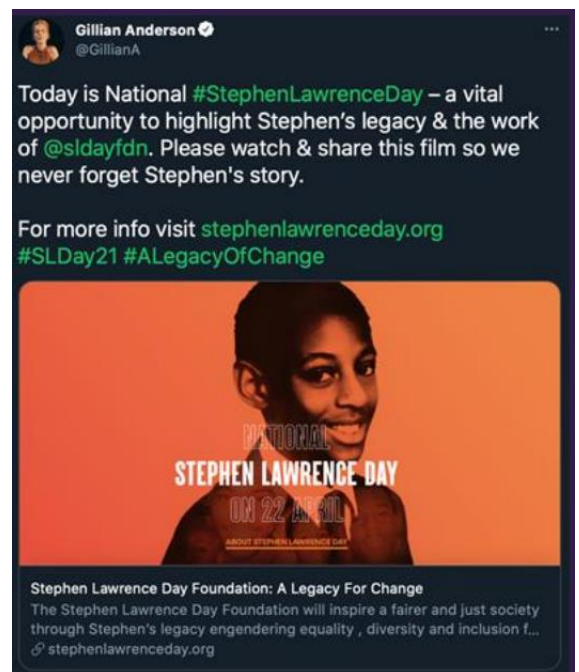 Gillian Anderson
@GillianA
Today is National #StephenLawrenceDay – a vital
opportunity to highlight Stephen’s legacy & the work
of @sldayfdn. Please watch & share this film so we
never forget Stephen's story.
For more info visit stephenlawrenceday.org
#SLDay21 #ALegacyOfChange
NATIONAL
STEPHEN LAWRENCE DAY
ON 22 APRIL
ABOUT STEPHEN LAWRENCE DAY
Stephen Lawrence Day Foundation: A Legacy For Change
The Stephen Lawrence Day Foundation will inspire a fairer and just society
through Stephen's legacy engendering equality , diversity and inclusion f...
stephenlawrenceday.org